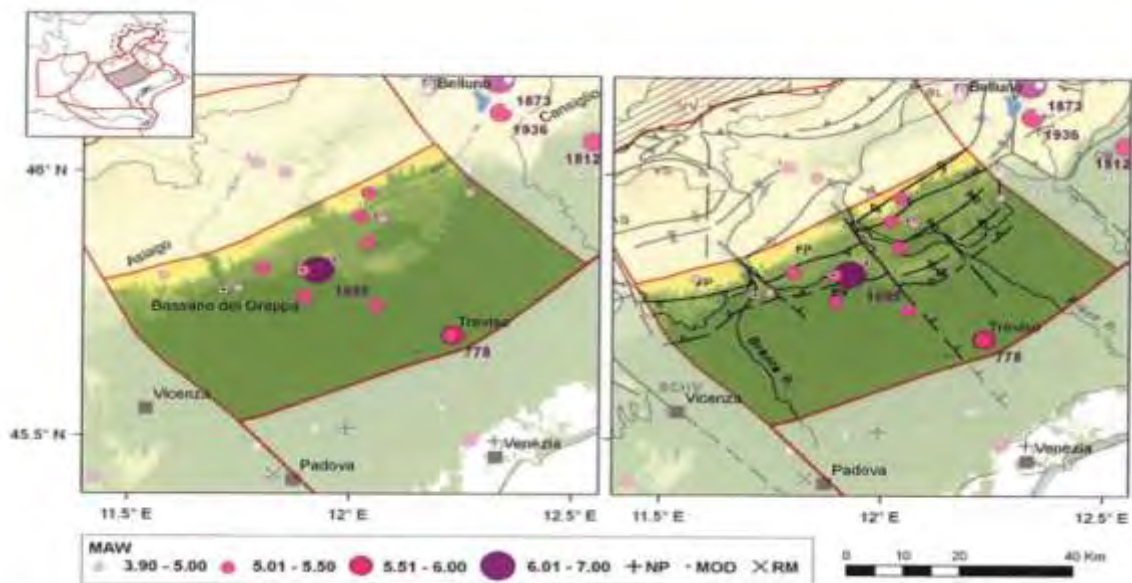 Belluno
1873
1936
Cansiglio
1812
46° N
Asiago
1695
Bassano del Grappa
Treviso
778
Vicenza
45.5° N
Venezia
Padova
11.5° E
12° E
12.5° E
Belluno
1873
1936
1812
FP
1695
Treviso
778
Brenta R.
Vicenza
Venezia
Padova
11.5° E
12° E
12.5° E
MAW
3.90 - 5.00
5.01 - 5.50
5.51 - 6.00
6.01 - 7.00
NP
MOD
RM
0
10
20
40 Km